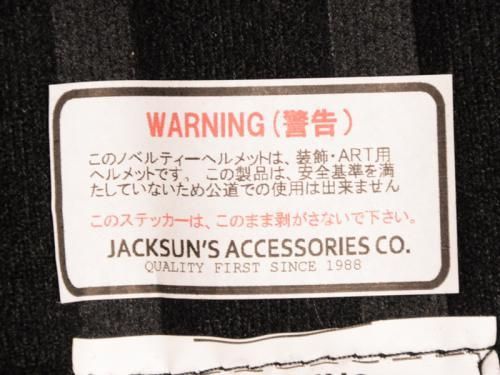 WARNING(警告)
このノベルティーヘルメットは、装飾・ART用
ヘルメットです。この製品は、安全基準を満
たしていないため公道での使用は出来ません
このステッカーは、このまま剥がさないで下さい。
JACKSUN'S ACCESSORIES CO.
QUALITY FIRST SINCE 1988